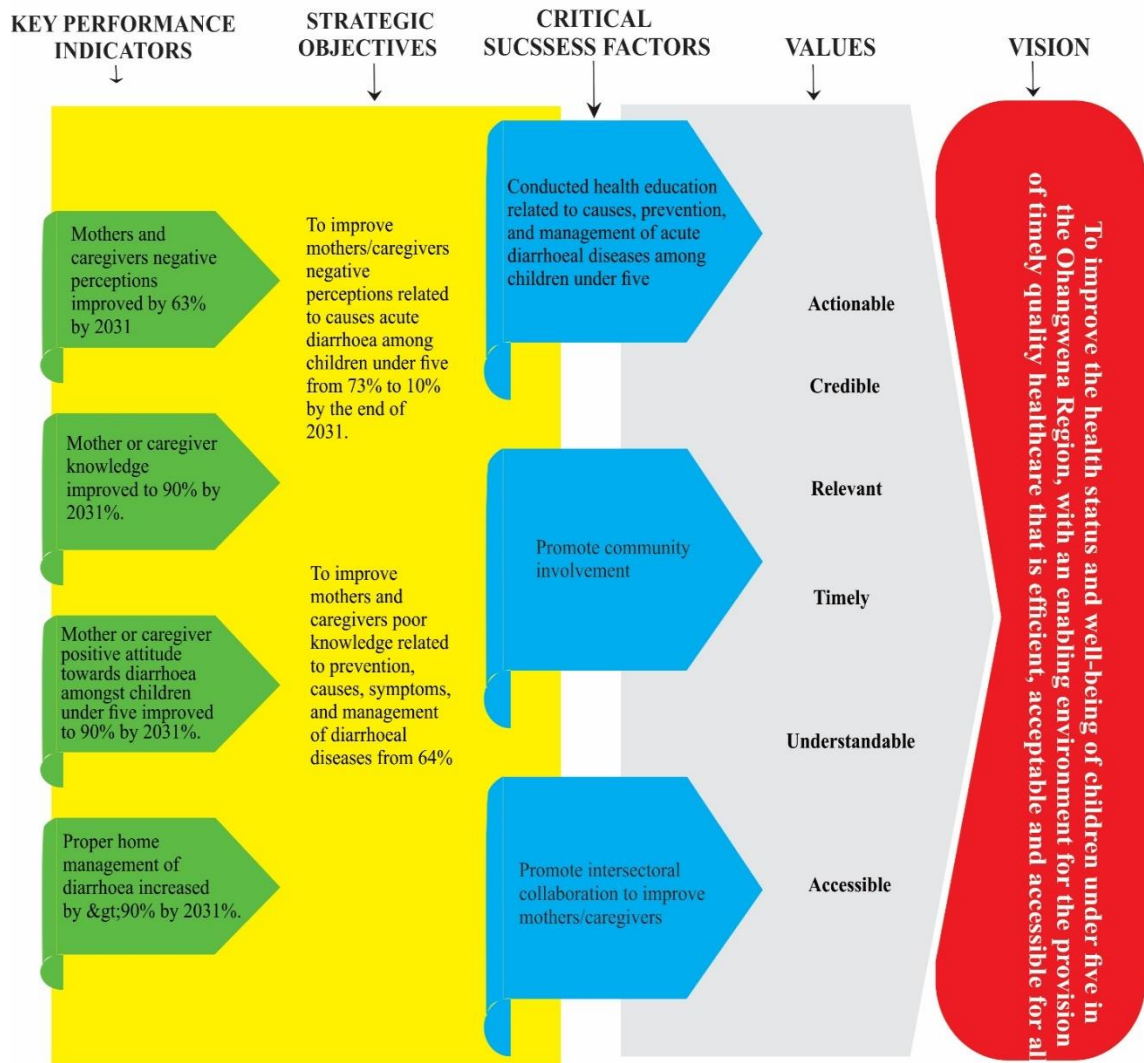 KEY PERFORMANCE
INDICATORS
STRATEGIC
OBJECTIVES
CRITICAL
SUCSSESS FACTORS
VALUES
VISION
Mothers and
caregivers negative
perceptions
improved by 63%
by 2031
Mother or caregiver
knowledge
improved to 90% by
2031%.
Mother or caregiver
positive attitude
towards diarrhoea
amongst children
under five improved
to 90% by 2031%.
Proper home
management of
diarrhoea increased
by &gt;90% by 2031%.
To improve
mothers/caregivers
negative
perceptions related
to causes acute
diarrhoea among
children under five
from 73% to 10%
by the end of
2031.
To improve
mothers and
caregivers poor
knowledge related
to prevention,
causes, symptoms,
and management
of diarrhoeal
diseases from 64%
Conducted health education
related to causes, prevention,
and management of acute
diarrhoeal diseases among
children under five
Promote community
involvement
Promote intersectoral
collaboration to improve
mothers/caregivers
Actionable
Credible
Relevant
Timely
Understandable
Accessible
To improve the health status and well-being of children under five in
the Ohangwena Region, with an enabling environment for the provision
of timely quality healthcare that is efficient, acceptable and accessible for all